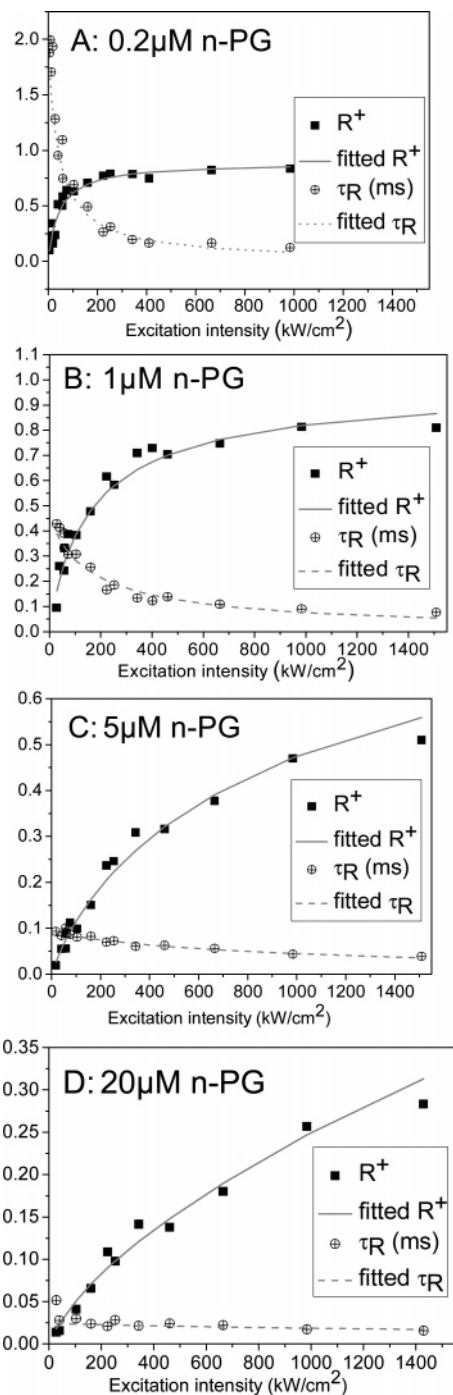 A: 0.2µM n-PG
2.0
1.5
1.0
0.5
0.0
R+
fitted R+
τR (ms)
fitted τR
0 200 400 600 800 1000 1200 1400
Excitation intensity (kW/cm2)
B: 1µM n-PG
1.1
1.0
0.9
0.8
0.7
0.6
0.5
0.4
0.3
0.2
0.1
0.0
R+
fitted R+
τR (ms)
fitted τR
0 200 400 600 800 1000 1200 1400
Excitation intensity (kW/cm2)
C: 5µM n-PG
0.6
0.5
0.4
0.3
0.2
0.1
0.0
R+
fitted R+
τR (ms)
fitted τR
0 200 400 600 800 1000 1200 1400
Excitation intensity (kW/cm2)
D: 20µM n-PG
0.35
0.30
0.25
0.20
0.15
0.10
0.05
0.00
R+
fitted R+
τR (ms)
fitted τR
0 200 400 600 800 1000 1200 1400
Excitation intensity (kW/cm2)